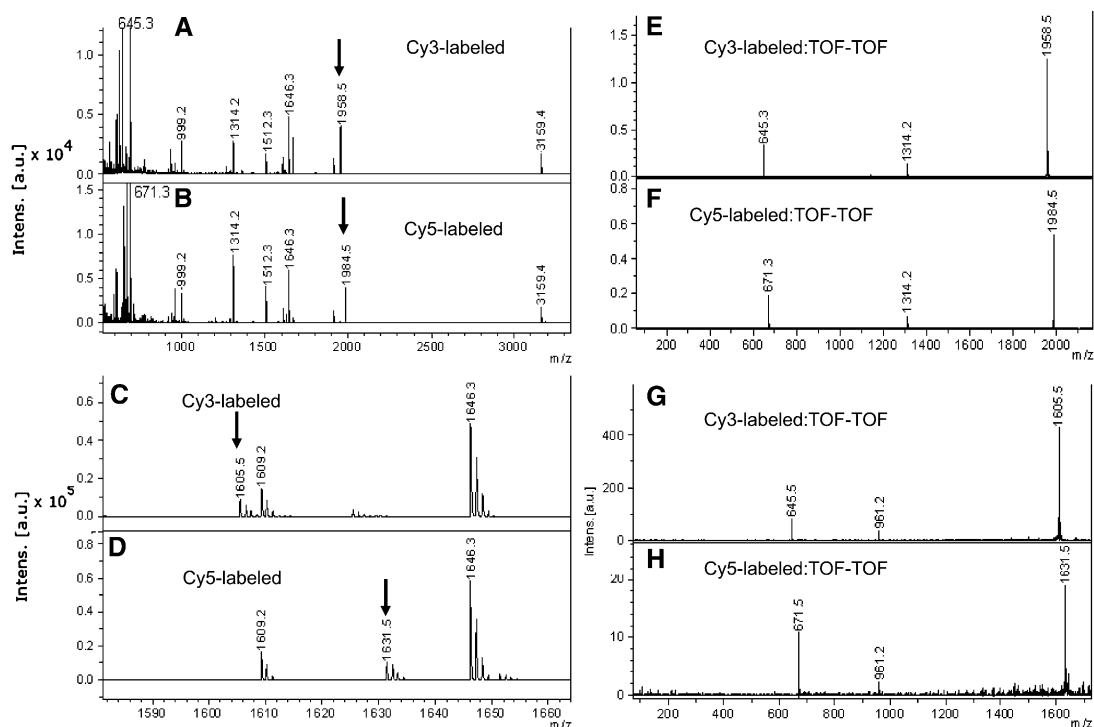 A
Cy3-labeled
645.3
999.2
1314.2
1512.3
1646.3
1958.5
3159.4
1.0
0.5
0.0
Intens. [a.u.] x 10^4
B
Cy5-labeled
671.3
999.2
1314.2
1512.3
1646.3
1984.5
3159.4
1.5
1.0
0.5
0.0
1000 1500 2000 2500 3000
m/z
C
Cy3-labeled
1605.5
1609.2
1646.3
0.6
0.4
0.2
0.0
Intens. [a.u.] x 10^5
D
Cy5-labeled
1609.2
1631.5
1646.3
0.8
0.6
0.4
0.2
0.0
1590 1600 1610 1620 1630 1640 1650 1660
m/z
E
Cy3-labeled:TOF-TOF
645.3
1314.2
1958.5
1.5
1.0
0.5
0.0
F
Cy5-labeled:TOF-TOF
671.3
1314.2
1984.5
0.8
0.6
0.4
0.2
0.0
200 400 600 800 1000 1200 1400 1600 1800 2000
m/z
G
Cy3-labeled:TOF-TOF
645.5
961.2
1605.5
400
200
0
Intens. [a.u.]
H
Cy5-labeled:TOF-TOF
671.5
961.2
1631.5
20
10
0
200 400 600 800 1000 1200 1400 1600
m/z